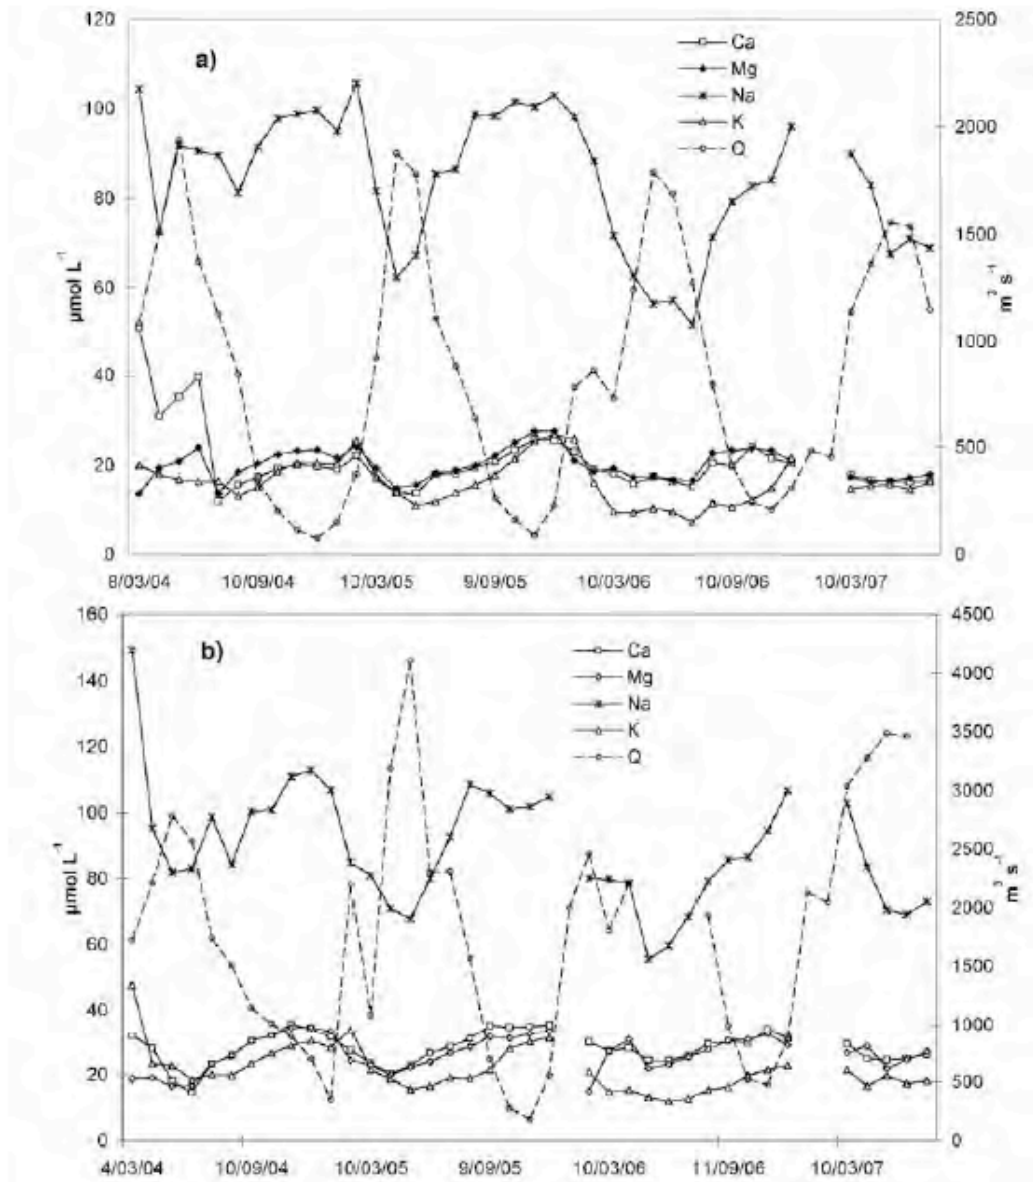 a)
120
100
80
60
40
20
0
µmol L⁻¹
2500
2000
1500
1000
500
0
m³ s⁻¹
Ca
Mg
Na
K
Q
8/03/04 10/09/04 12/03/05 9/09/05 10/03/06 10/09/06 10/03/07
b)
160
140
120
100
80
60
40
20
0
µmol L⁻¹
4500
4000
3500
3000
2500
2000
1500
1000
500
0
m³ s⁻¹
Ca
Mg
Na
K
Q
4/03/04 10/09/04 10/03/05 9/09/05 10/03/06 11/09/06 10/03/07